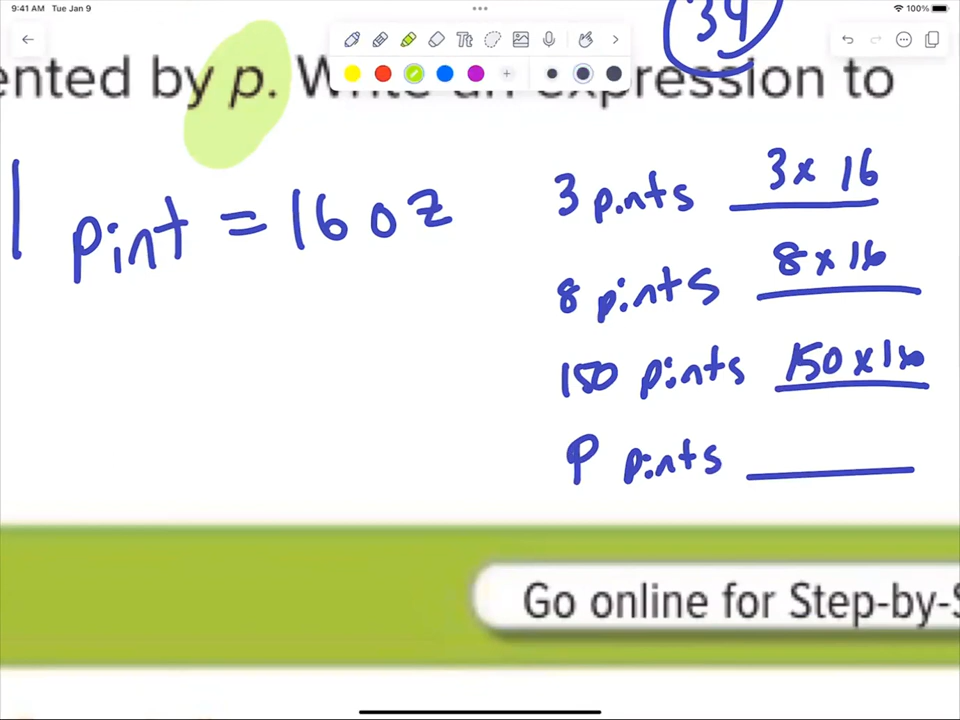 9:41 AM Tue Jan 9
100%
34
ented by p. Write an expression to
1 pint = 16 oz
3 pints 3 x 16
8 pints 8 x 16
150 pints 150 x 16
P pints
Go online for Step-by-S